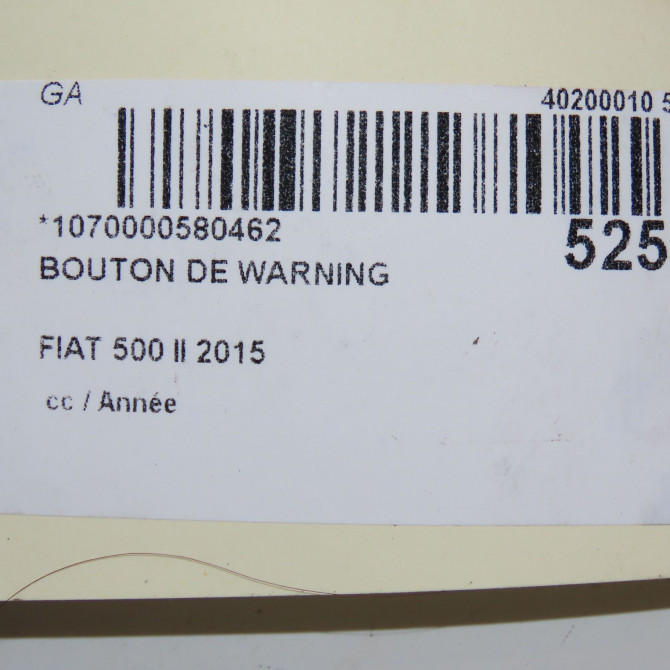 GA 40200010 5
*1070000580462 525
BOUTON DE WARNING
FIAT 500 II 2015
cc / Année